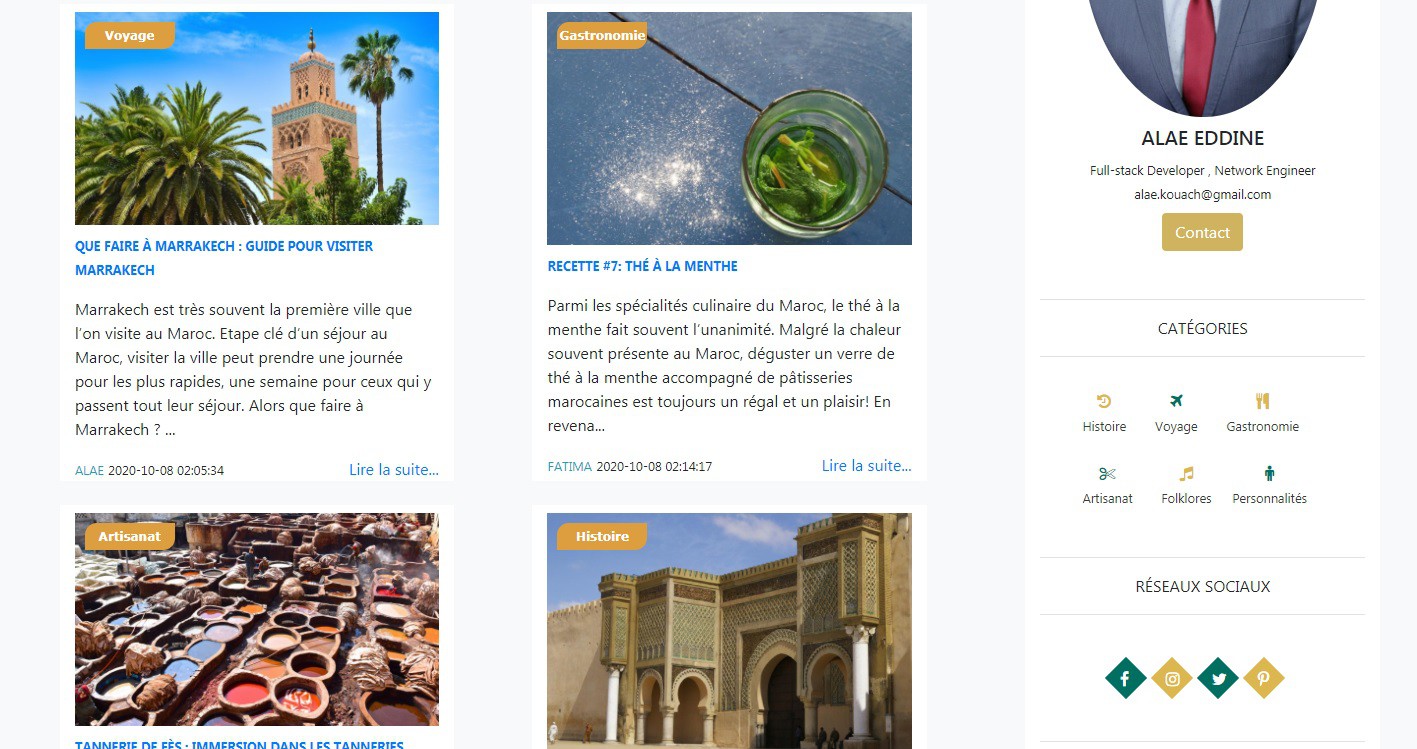 Voyage
QUE FAIRE À MARRAKECH : GUIDE POUR VISITER
MARRAKECH
Marrakech est très souvent la première ville que
l’on visite au Maroc. Etape clé d’un séjour au
Maroc, visiter la ville peut prendre une journée
pour les plus rapides, une semaine pour ceux qui y
passent tout leur séjour. Alors que faire à
Marrakech ? ...
ALAE 2020-10-08 02:05:34 Lire la suite...
Gastronomie
RECETTE #7: THÉ À LA MENTHE
Parmi les spécialités culinaire du Maroc, le thé à la
menthe fait souvent l’unanimité. Malgré la chaleur
souvent présente au Maroc, déguster un verre de
thé à la menthe accompagné de pâtisseries
marocaines est toujours un régal et un plaisir! En
revena...
FATIMA 2020-10-08 02:14:17 Lire la suite...
Artisanat
TANNERIE DE FÈS : IMMERSION DANS LES TANNERIES
Histoire
ALAE EDDINE
Full-stack Developer , Network Engineer
alae.kouach@gmail.com
Contact
CATÉGORIES
Histoire Voyage Gastronomie
Artisanat Folklores Personnalités
RÉSEAUX SOCIAUX